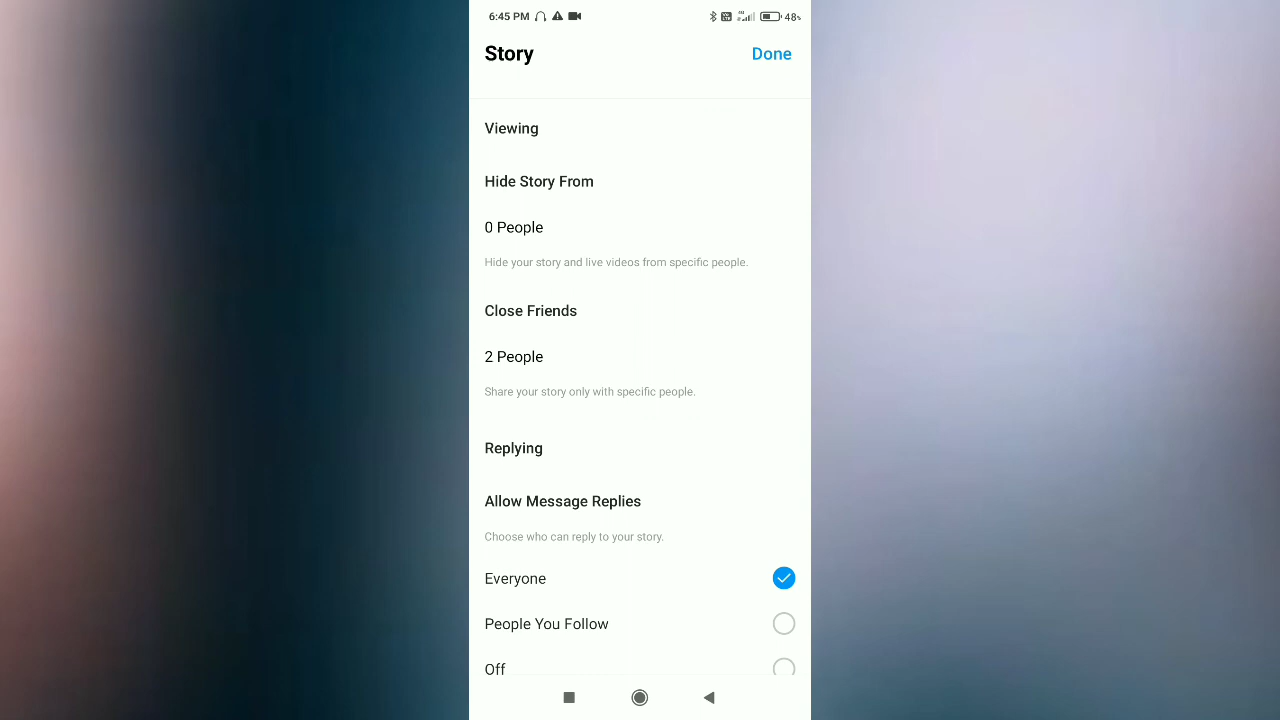 6:45 PM 48%
Story Done
Viewing
Hide Story From
0 People
Hide your story and live videos from specific people.
Close Friends
2 People
Share your story only with specific people.
Replying
Allow Message Replies
Choose who can reply to your story.
Everyone
People You Follow
Off